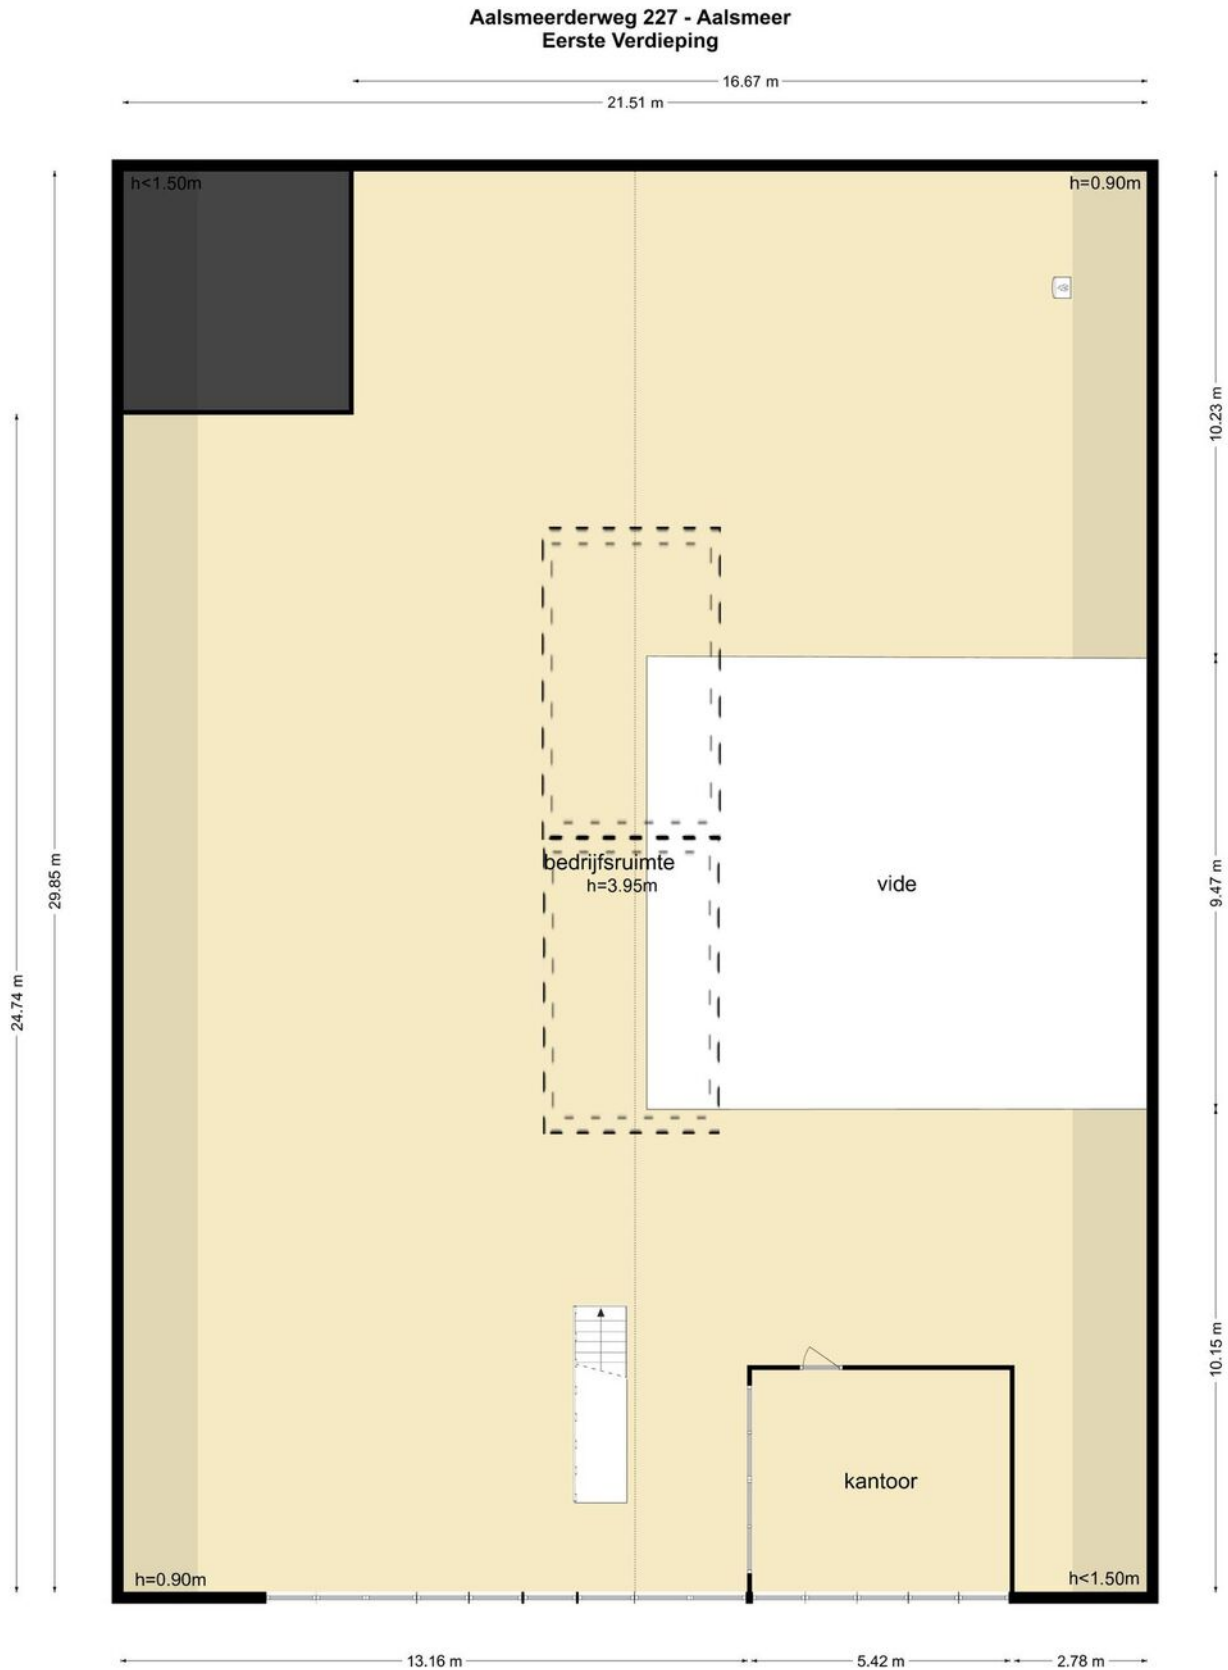 Aalsmeerderweg 227 - Aalsmeer
Eerste Verdieping
16.67 m
21.51 m
h<1.50m
h=0.90m
10.23 m
29.85 m
24.74 m
bedrijfsruimte
h=3.95m
vide
9.47 m
10.15 m
kantoor
h=0.90m
h<1.50m
13.16 m
5.42 m
2.78 m